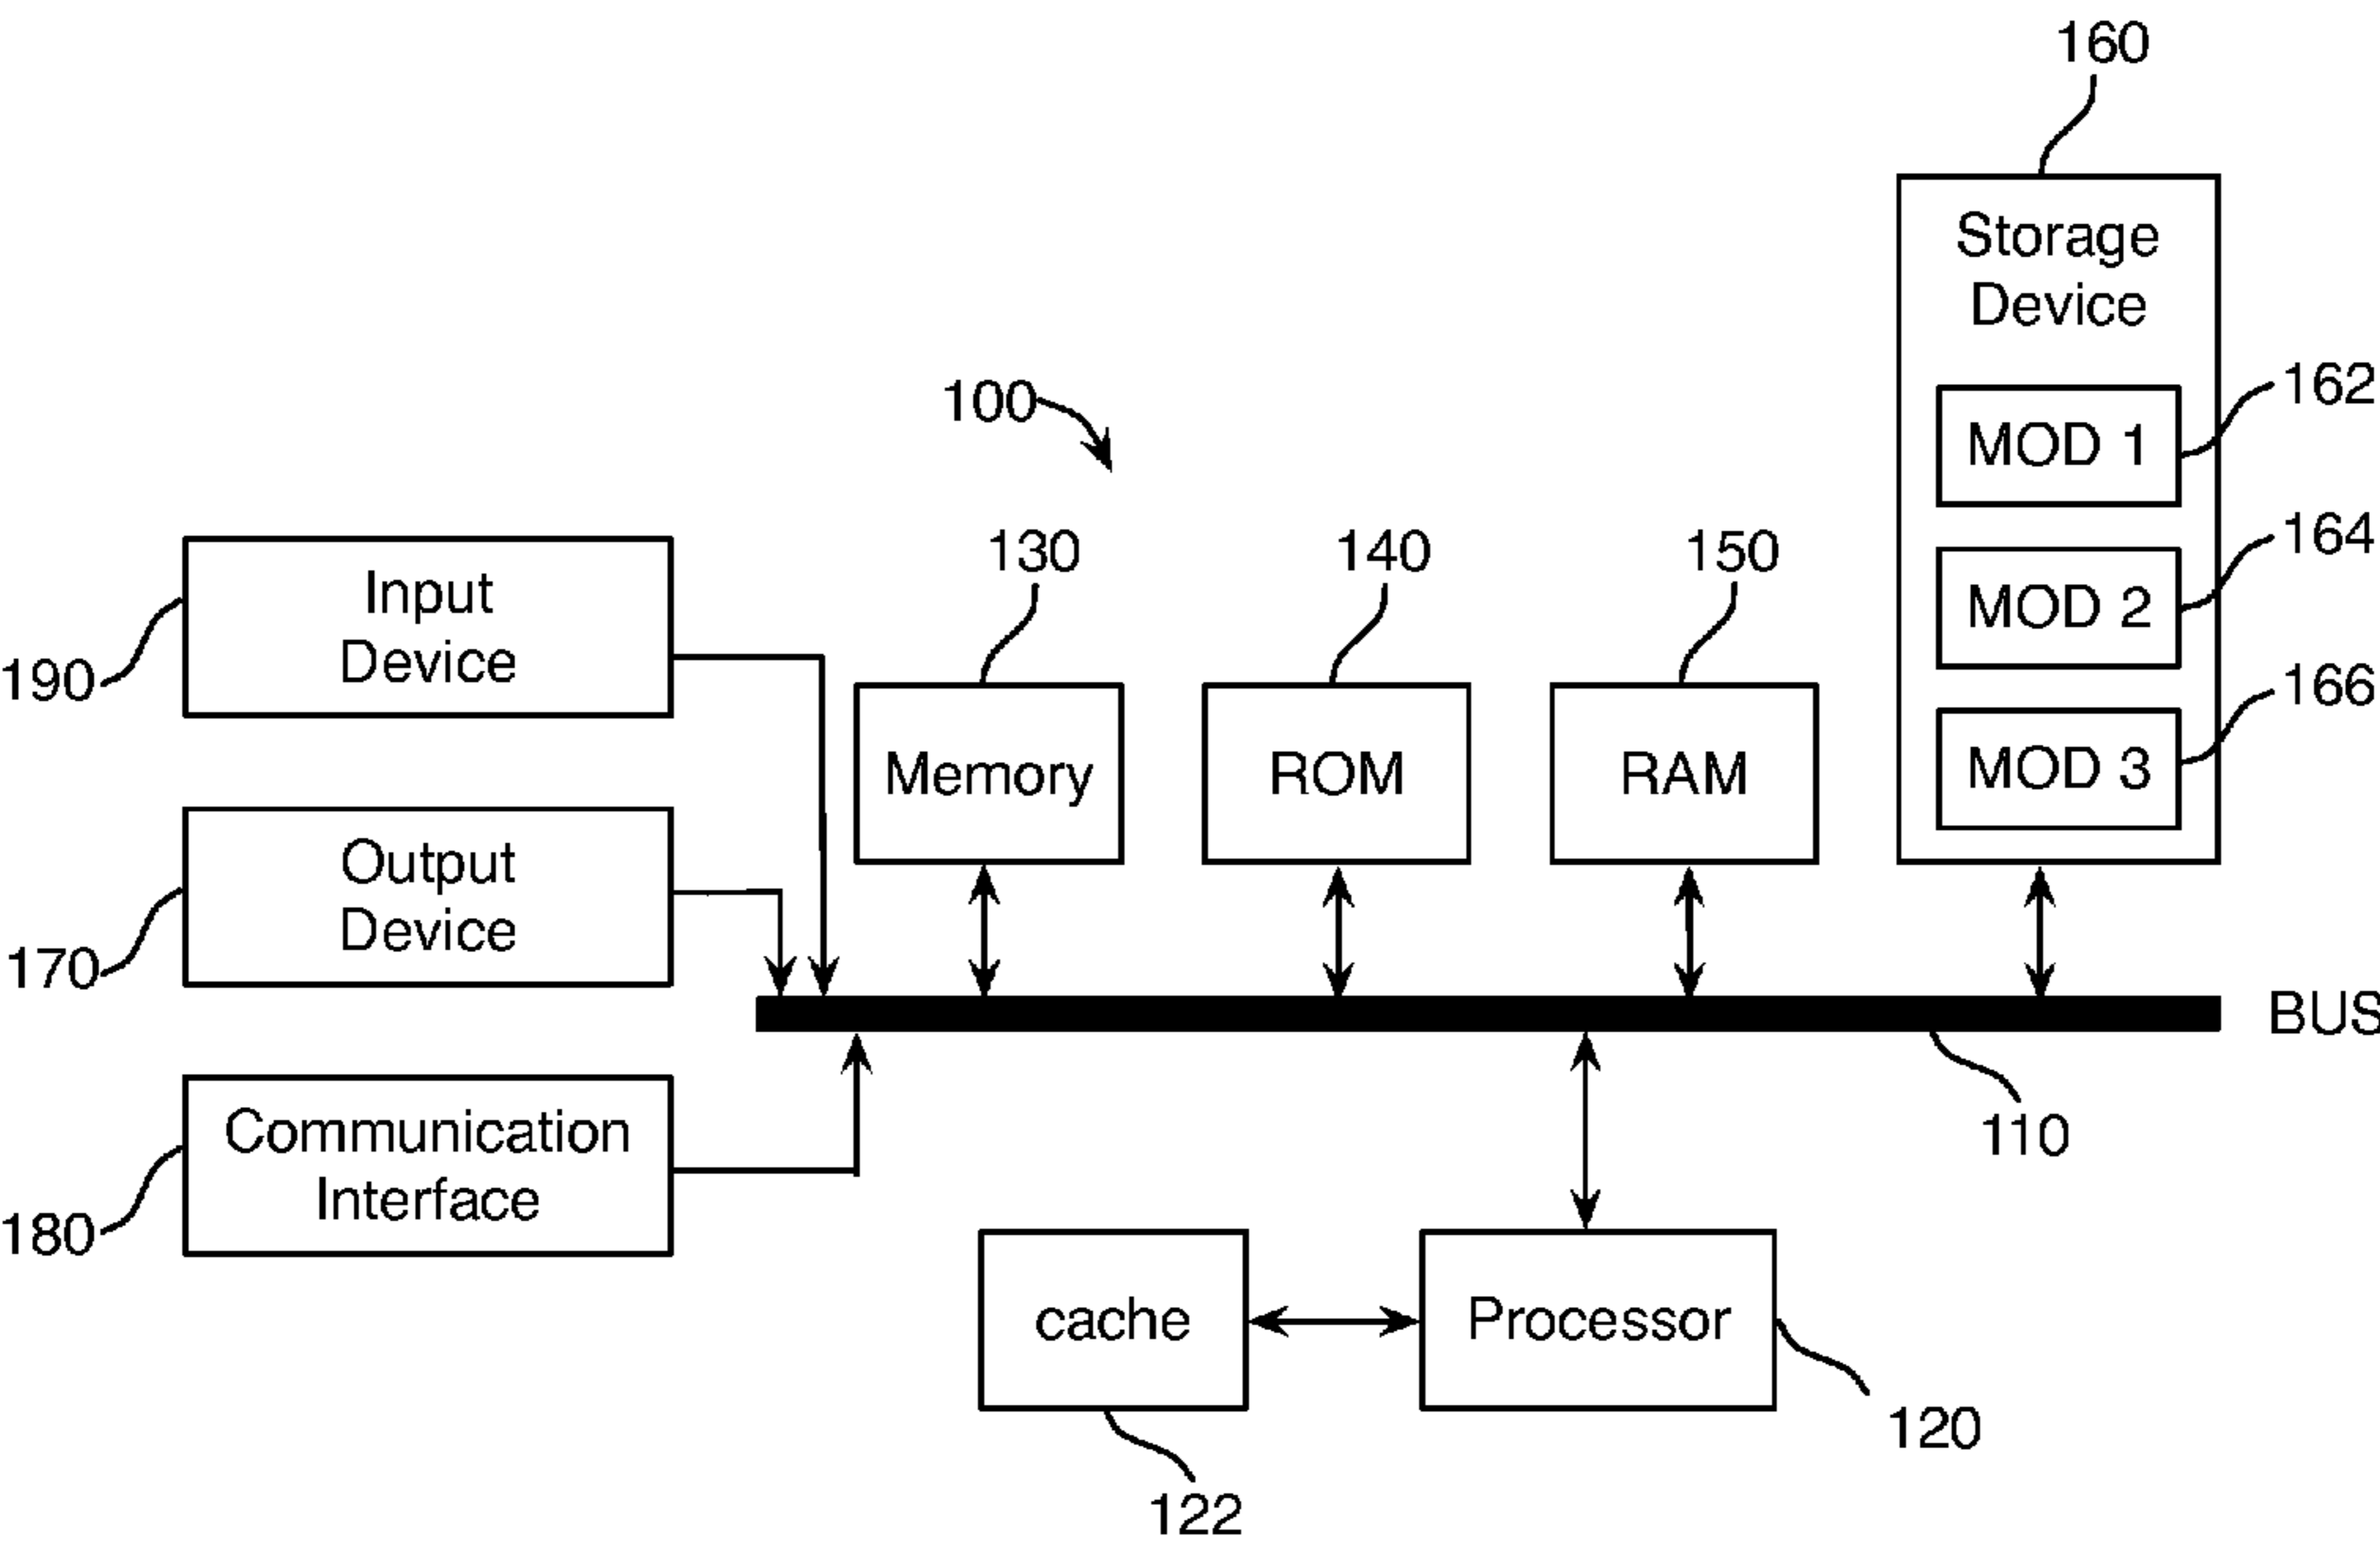 160
Storage
Device
162
MOD 1
100
164
MOD 2
130
140
150
Input
Device
190
166
MOD 3
Memory
ROM
RAM
Output
Device
170
BUS
Communication
Interface
110
180
cache
Processor
120
122